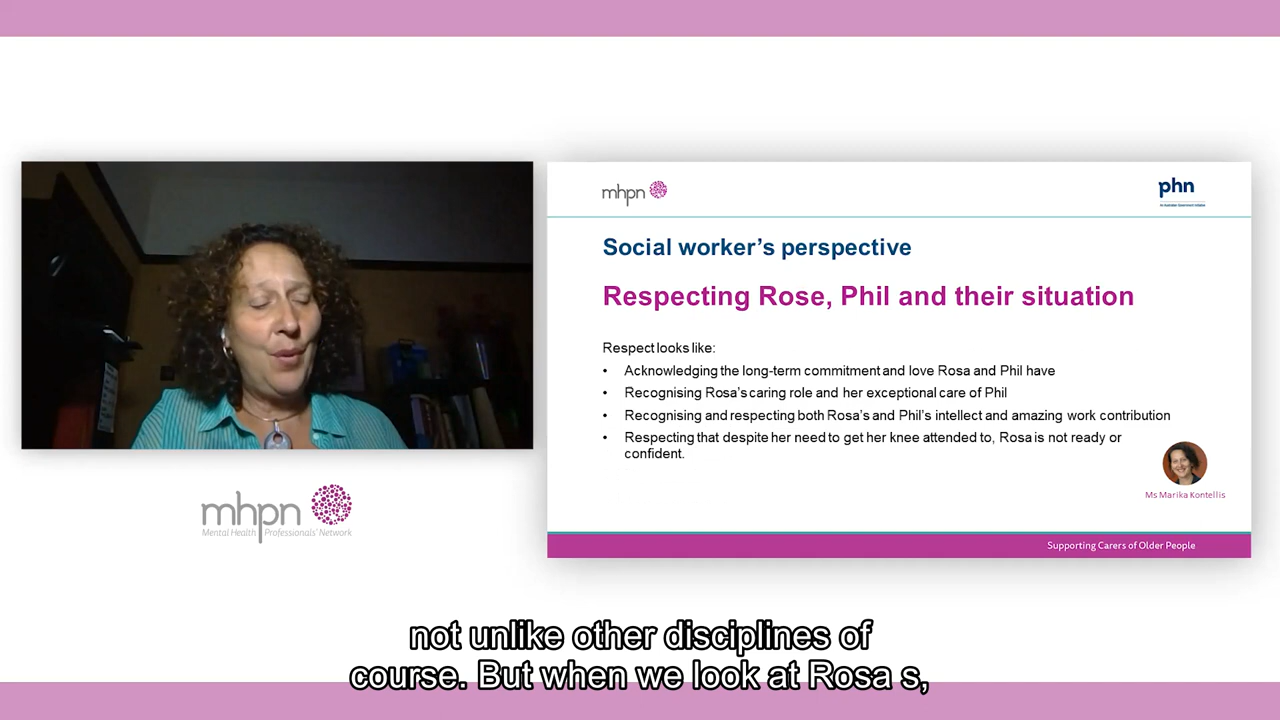 mhpn
phn
An Australian Government Initiative
Social worker's perspective
Respecting Rose, Phil and their situation
Respect looks like:
• Acknowledging the long-term commitment and love Rosa and Phil have
• Recognising Rosa's caring role and her exceptional care of Phil
• Recognising and respecting both Rosa's and Phil's intellect and amazing work contribution
• Respecting that despite her need to get her knee attended to, Rosa is not ready or
confident.
Ms Marika Kontellis
Supporting Carers of Older People
mhpn
Mental Health Professionals' Network
not unlike other disciplines of
course. But when we look at Rosa s,